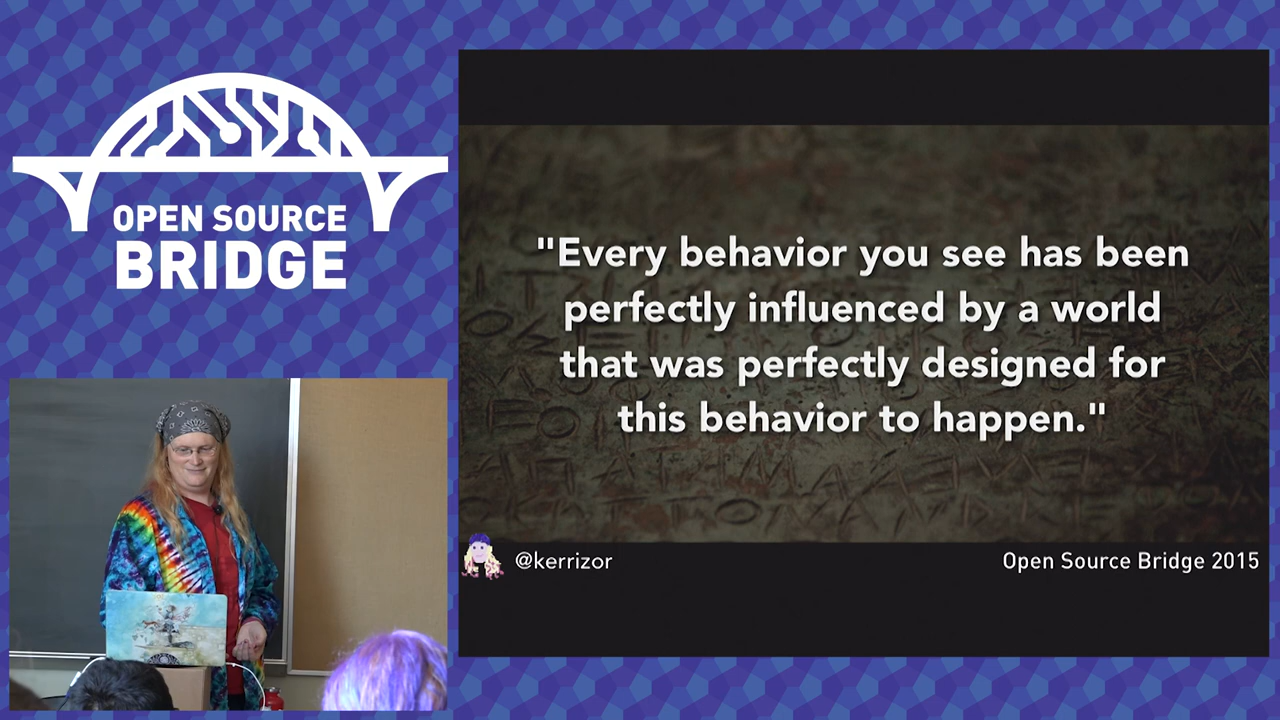 OPEN SOURCE
BRIDGE
"Every behavior you see has been
perfectly influenced by a world
that was perfectly designed for
this behavior to happen."
@kerrizor
Open Source Bridge 2015